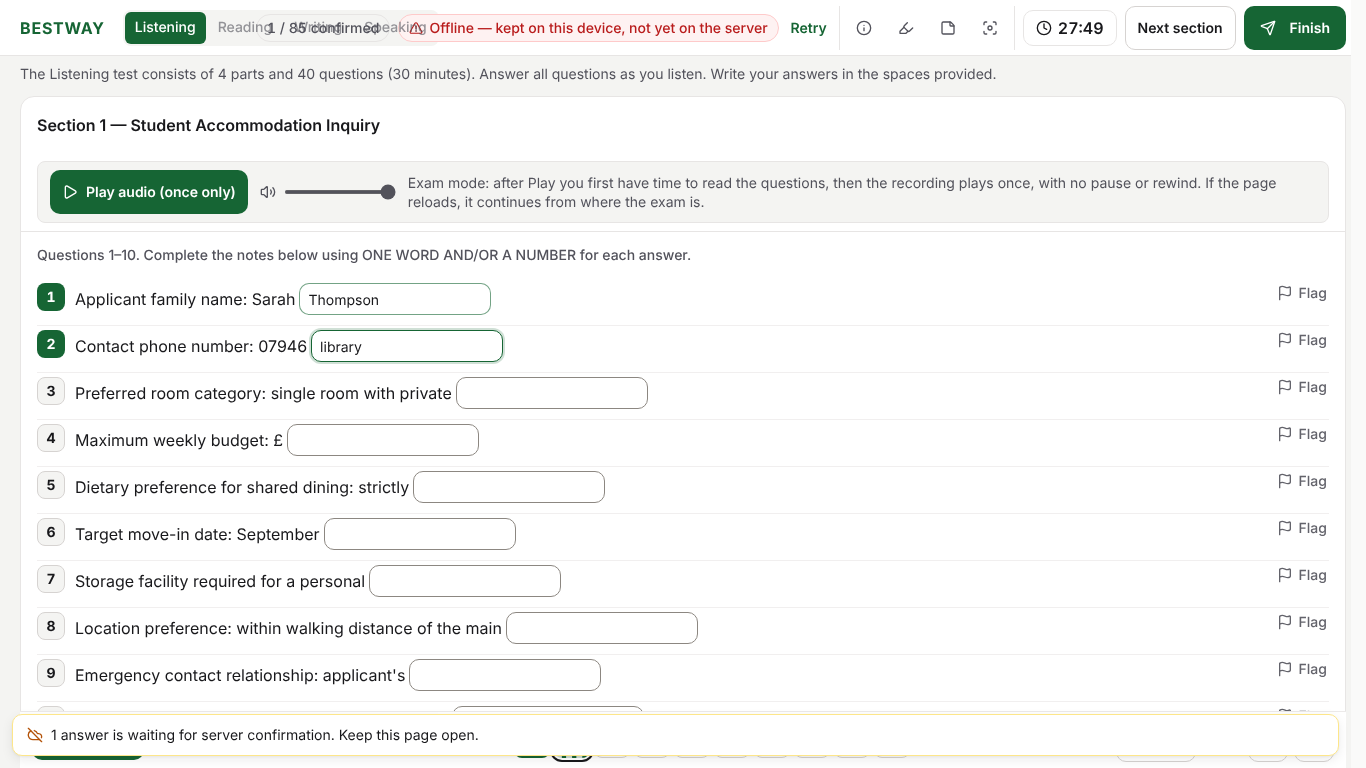 BESTWAY
Listening Reading Writing Speaking
1 / 85 confirmed
Offline — kept on this device, not yet on the server
Retry
27:49
Next section
Finish
The Listening test consists of 4 parts and 40 questions (30 minutes). Answer all questions as you listen. Write your answers in the spaces provided.
Section 1 — Student Accommodation Inquiry
Play audio (once only)
Exam mode: after Play you first have time to read the questions, then the recording plays once, with no pause or rewind. If the page
reloads, it continues from where the exam is.
Questions 1–10. Complete the notes below using ONE WORD AND/OR A NUMBER for each answer.
1 Applicant family name: Sarah Thompson Flag
2 Contact phone number: 07946 library Flag
3 Preferred room category: single room with private Flag
4 Maximum weekly budget: £ Flag
5 Dietary preference for shared dining: strictly Flag
6 Target move-in date: September Flag
7 Storage facility required for a personal Flag
8 Location preference: within walking distance of the main Flag
9 Emergency contact relationship: applicant's Flag
1 answer is waiting for server confirmation. Keep this page open.